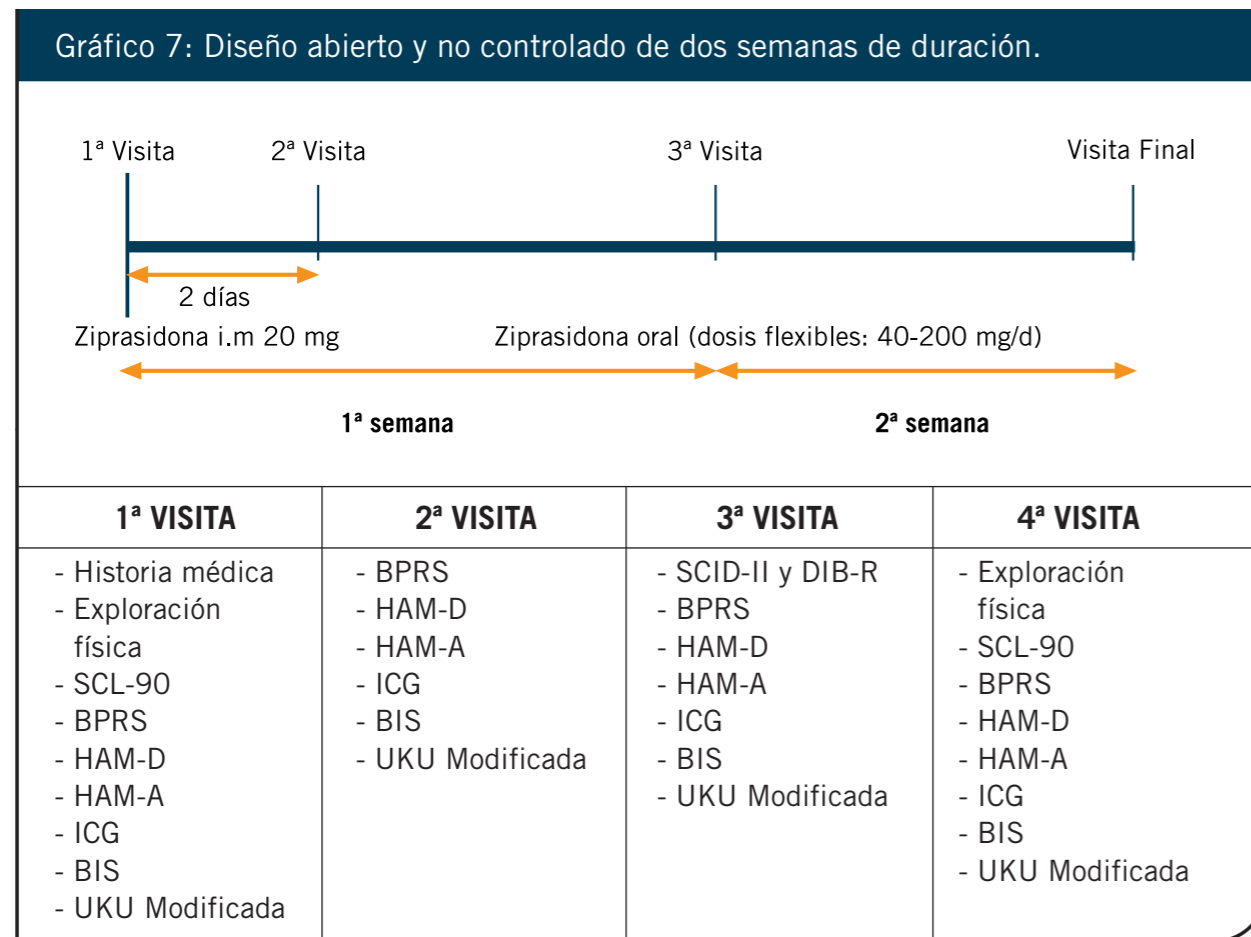 Gráfico 7: Diseño abierto y no controlado de dos semanas de duración.
1ª Visita 2ª Visita 3ª Visita Visita Final
2 días
Ziprasidona i.m 20 mg Ziprasidona oral (dosis flexibles: 40-200 mg/d)
1ª semana 2ª semana
1ª VISITA
- Historia médica
- Exploración
física
- SCL-90
- BPRS
- HAM-D
- HAM-A
- ICG
- BIS
- UKU Modificada
2ª VISITA
- BPRS
- HAM-D
- HAM-A
- ICG
- BIS
- UKU Modificada
3ª VISITA
- SCID-II y DIB-R
- BPRS
- HAM-D
- HAM-A
- ICG
- BIS
- UKU Modificada
4ª VISITA
- Exploración
física
- SCL-90
- BPRS
- HAM-D
- HAM-A
- ICG
- BIS
- UKU Modificada